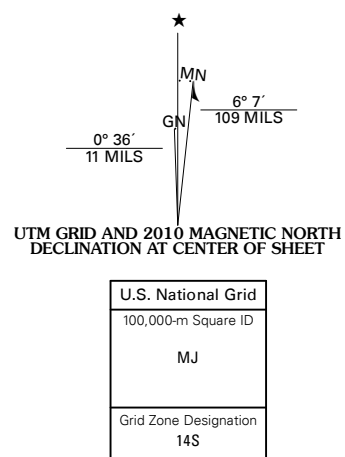 ★
MN
GN
6° 7´
109 MILS
0° 36´
11 MILS
UTM GRID AND 2010 MAGNETIC NORTH
DECLINATION AT CENTER OF SHEET
U.S. National Grid
100,000-m Square ID
MJ
Grid Zone Designation
14S